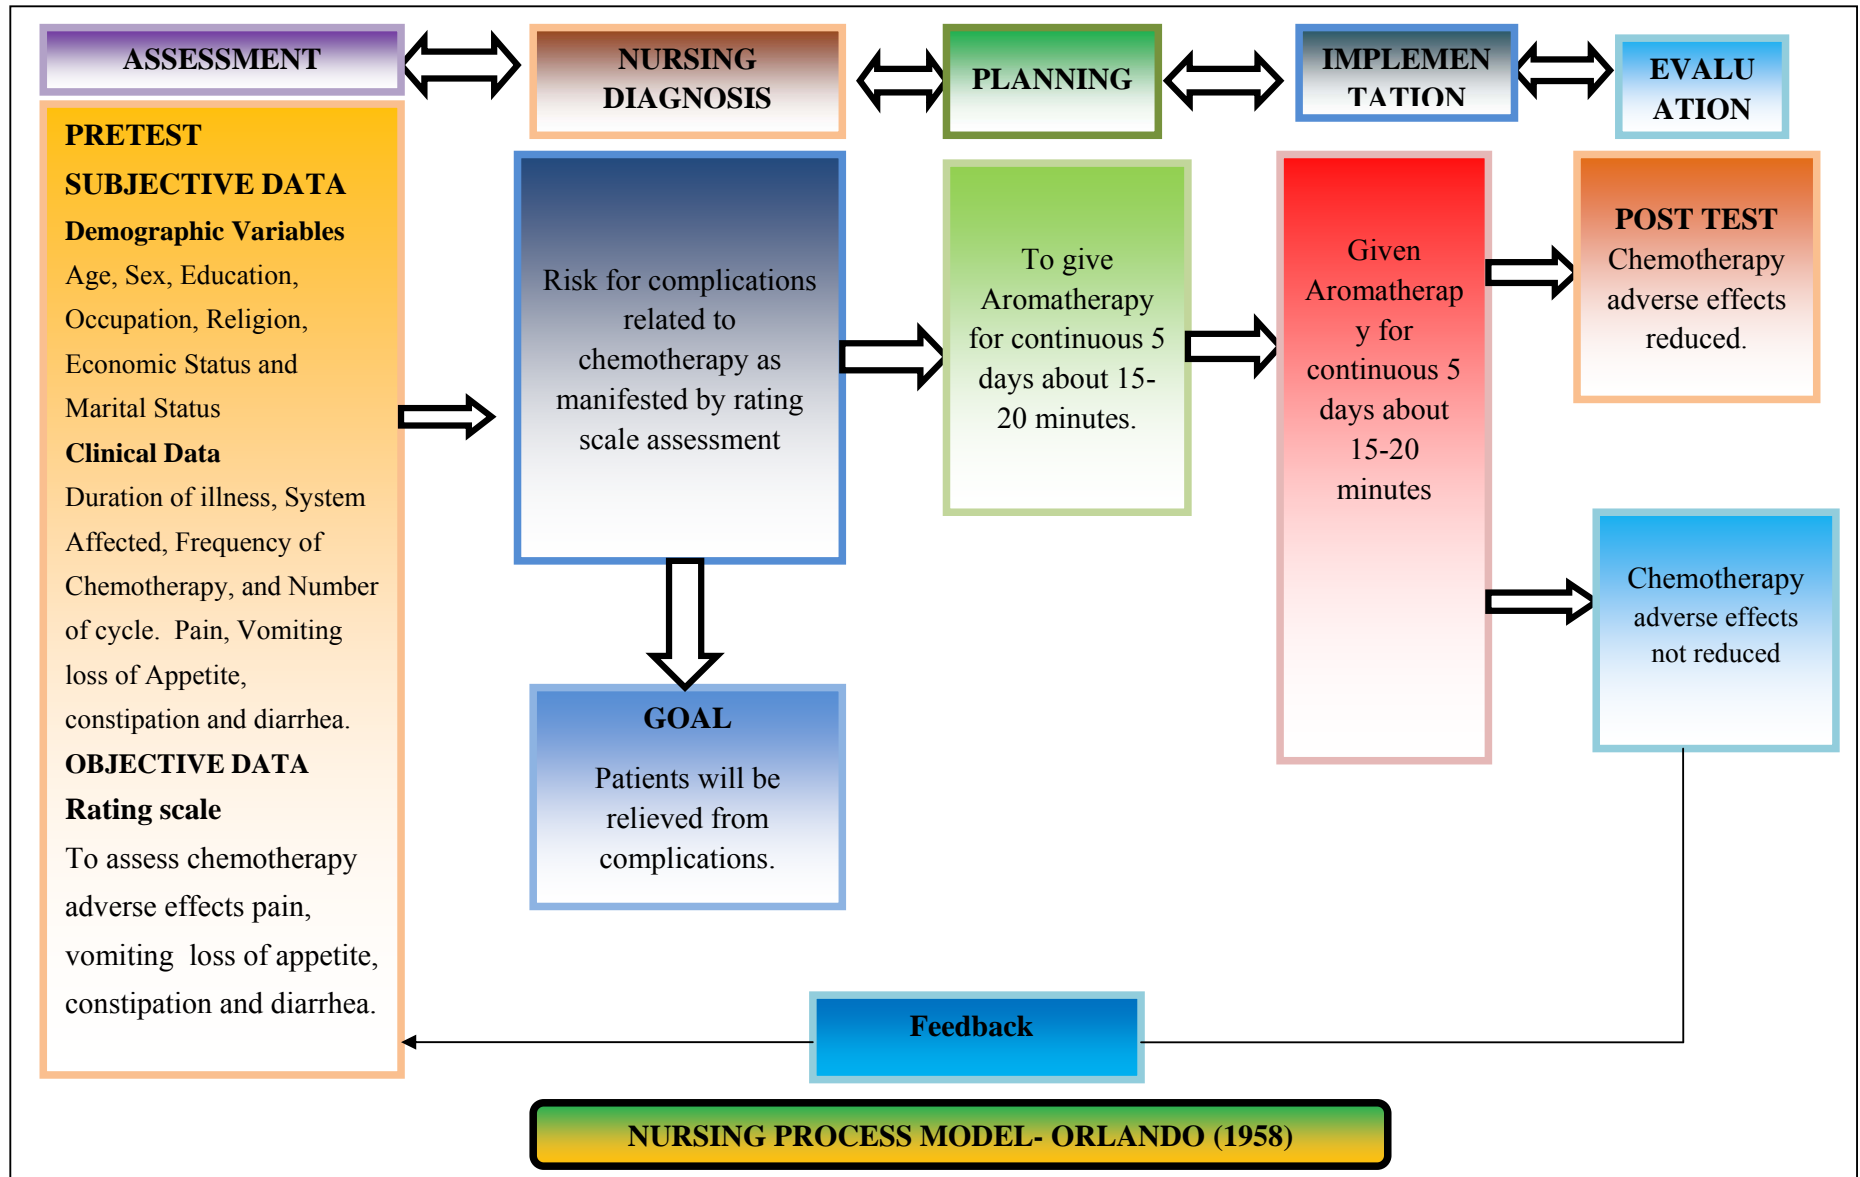 ASSESSMENT
NURSING
DIAGNOSIS
PLANNING
IMPLEMEN
TATION
EVALU
ATION
PRETEST
SUBJECTIVE DATA
Demographic Variables
Age, Sex, Education,
Occupation, Religion,
Economic Status and
Marital Status
Clinical Data
Duration of illness, System
Affected, Frequency of
Chemotherapy, and Number
of cycle.  Pain, Vomiting
loss of Appetite,
constipation and diarrhea.
OBJECTIVE DATA
Rating scale
To assess chemotherapy
adverse effects pain,
vomiting  loss of appetite,
constipation and diarrhea.
Risk for complications
related to
chemotherapy as
manifested by rating
scale assessment
GOAL
Patients will be
relieved from
complications.
To give
Aromatherapy
for continuous 5
days about 15-
20 minutes.
Given
Aromatherap
y for
continuous 5
days about
15-20
minutes
POST TEST
Chemotherapy
adverse effects
reduced.
Chemotherapy
adverse effects
not reduced
Feedback
NURSING PROCESS MODEL- ORLANDO (1958)